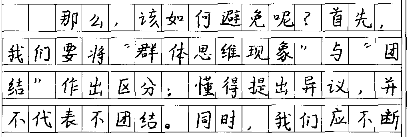 那么，该如何避免呢？首先，
我们要将“群体思维现象”与“团
结”作出区分：懂得提出异议，并
不代表不团结。同时，我们应不断